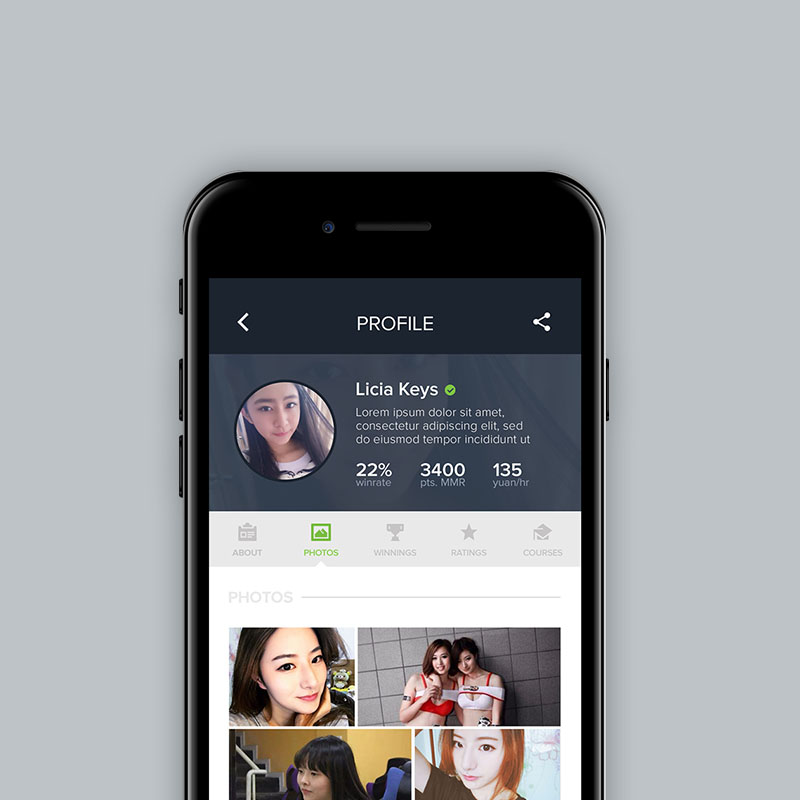 PROFILE
Licia Keys
Lorem ipsum dolor sit amet,
consectetur adipiscing elit, sed
do eiusmod tempor incididunt ut
22% 3400 135
winrate pts. MMR yuan/hr
ABOUT PHOTOS WINNINGS RATINGS COURSES
PHOTOS